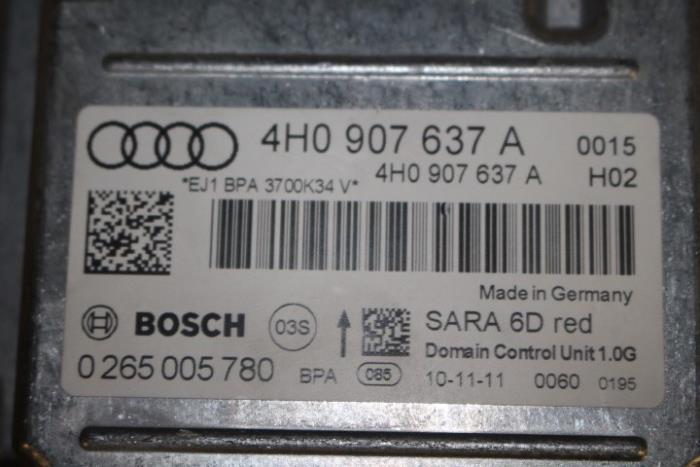 4H0 907 637 A 0015
*EJ1 BPA 3700K34 V* 4H0 907 637 A H02
Made in Germany
BOSCH 03S SARA 6D red
Domain Control Unit 1.0G
0 265 005 780 BPA 085 10-11-11 0060 0195